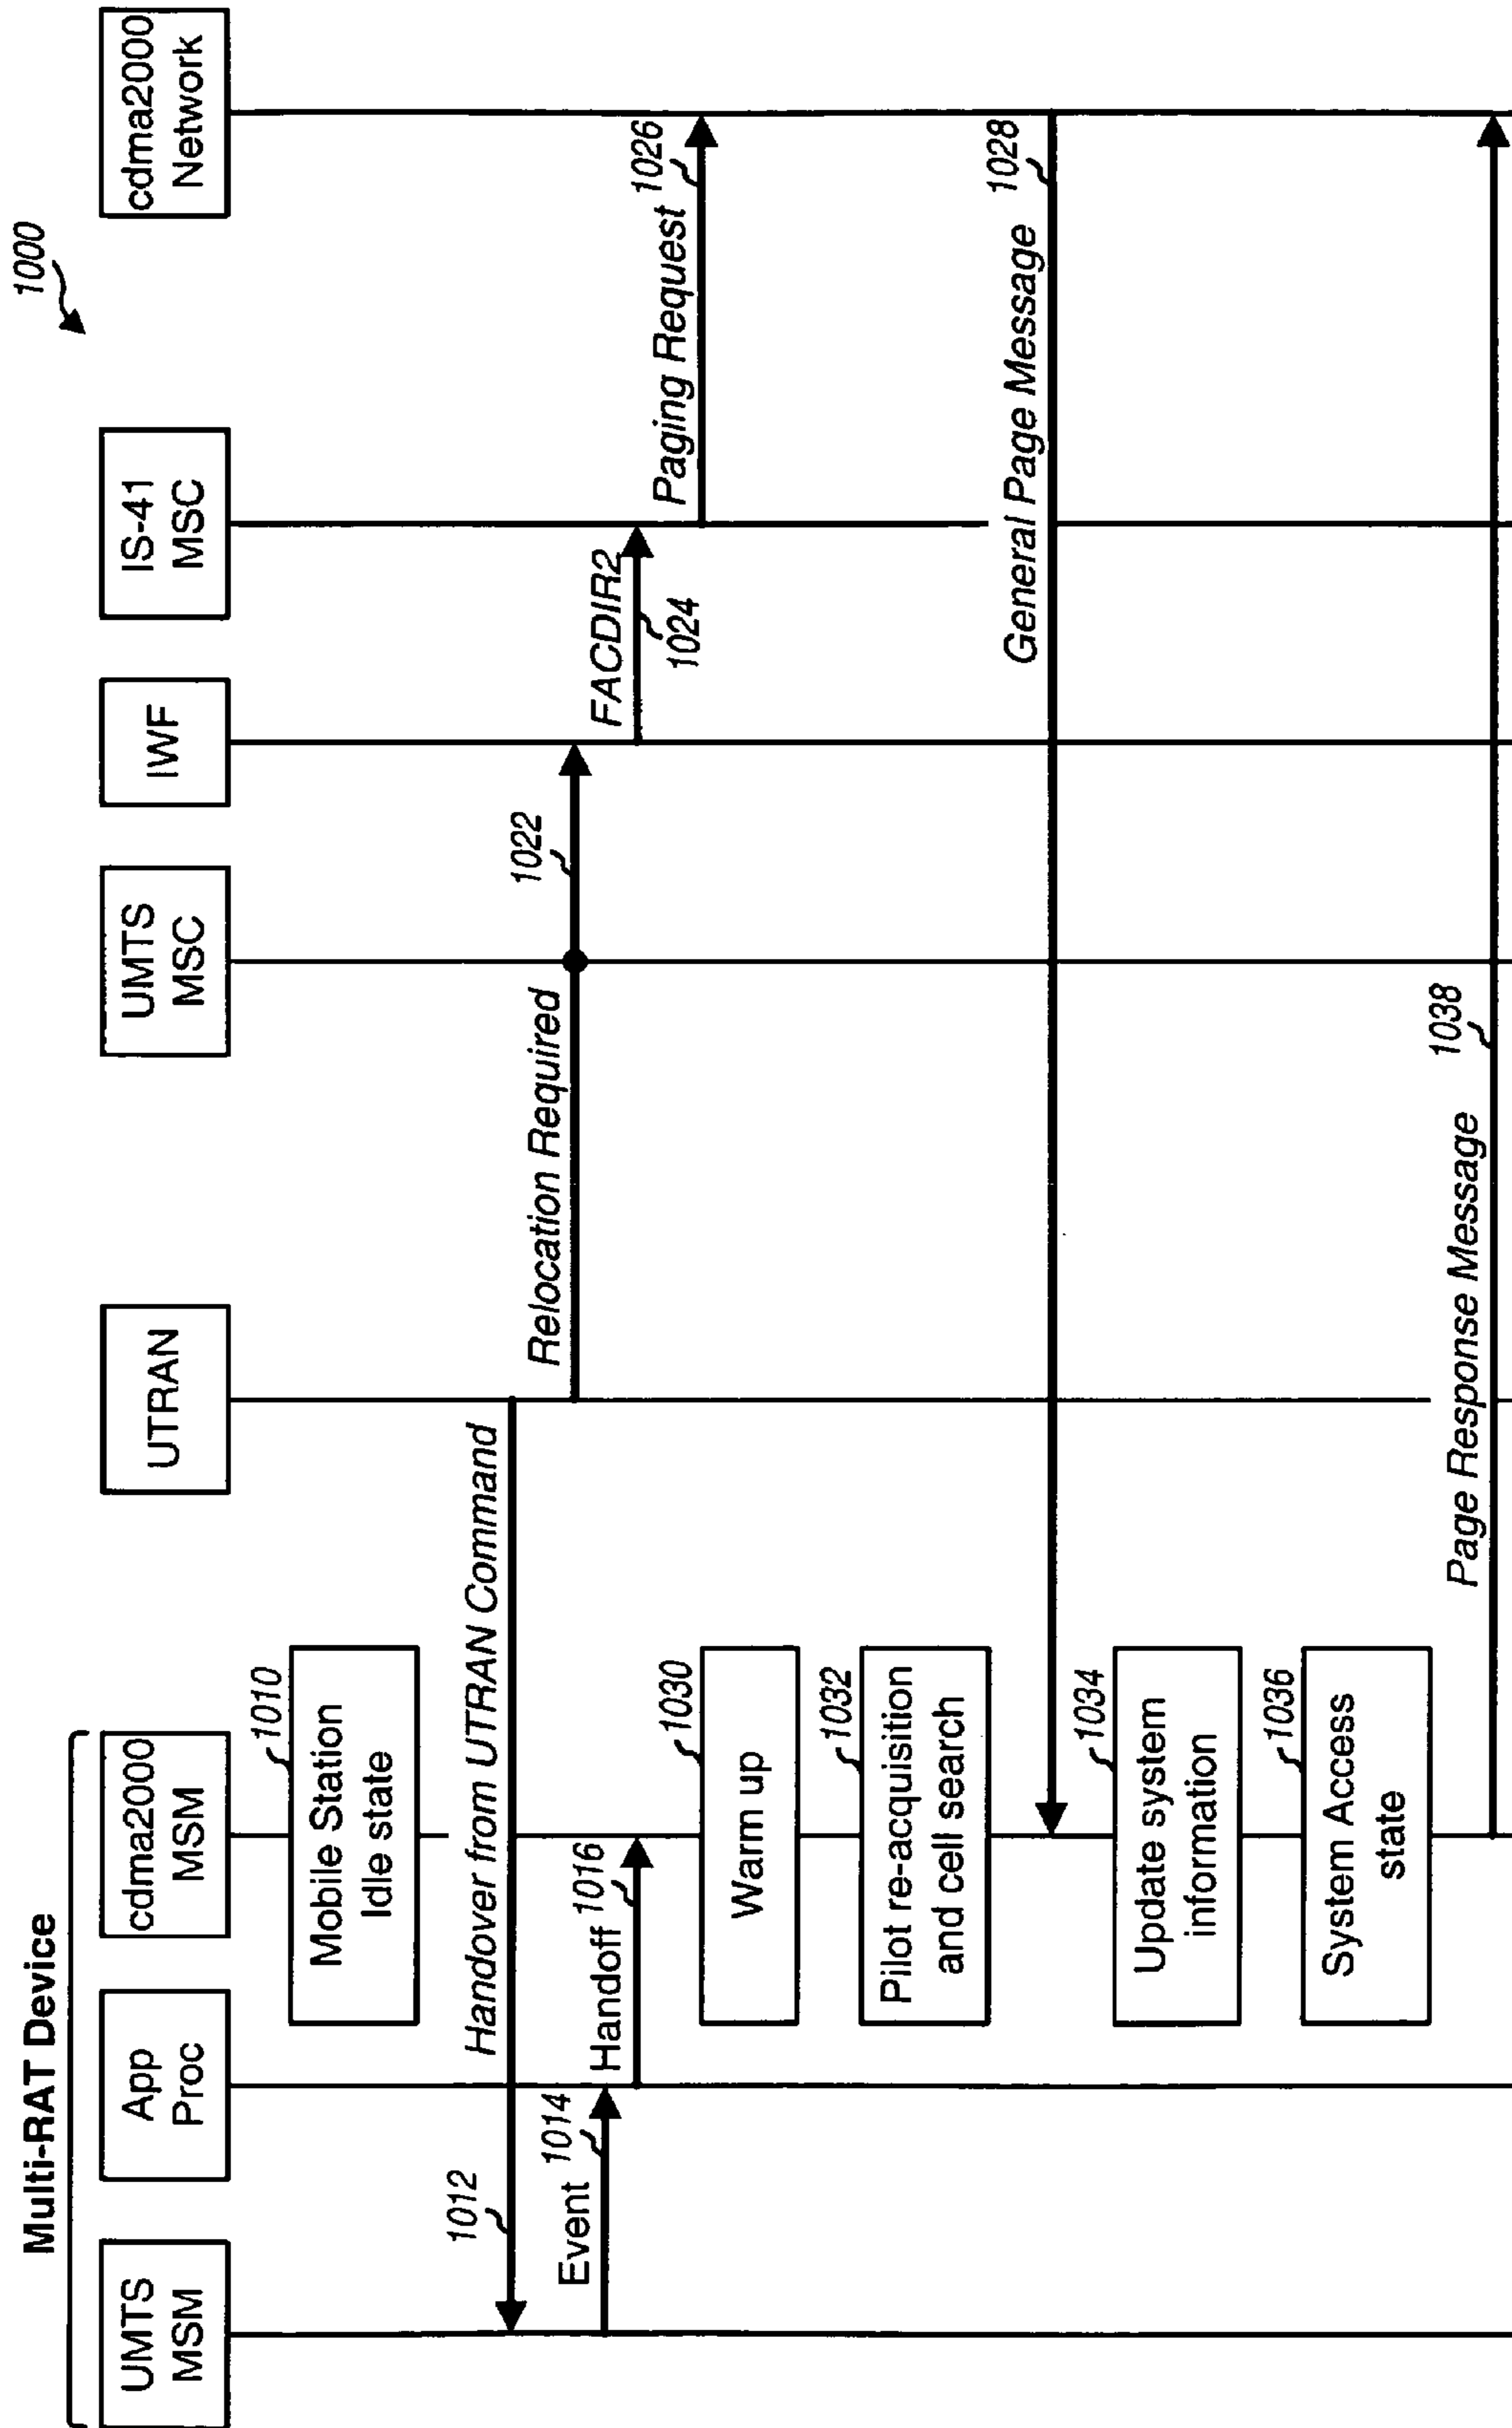 1000
Multi-RAT Device
UMTS
MSM
App
Proc
cdma2000
MSM
UTRAN
UMTS
MSC
IWF
IS-41
MSC
cdma2000
Network
1010
Mobile Station
Idle state
1012
Handover from UTRAN Command
Relocation Required
1022
Event
1014
Handoff
1016
FACDIR2
1024
Paging Request
1026
1030
Warm up
1032
Pilot re-acquisition
and cell search
General Page Message
1028
1034
Update system
information
1036
System Access
state
Page Response Message
1038